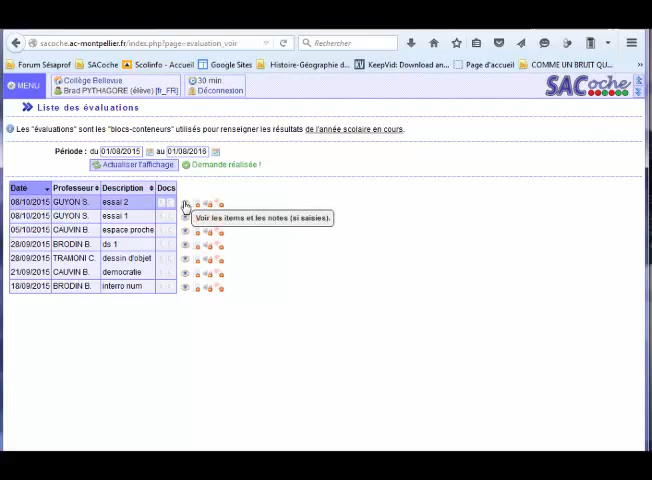 sacoche.ac-montpellier.fr/index.php?page=evaluation_voir
Rechercher
Forum Sésaprof SACoche Scolinfo - Accueil Getting Started Histoire-Géographie d... KeepVid: Download an... Page d'accueil COMME UN BRUIT QU...
MENU
Collège Bellevue
Brad PYTHAGORE (élève) [fr_FR]
30 min
Déconnexion
SACoche
Liste des évaluations
Les "évaluations" sont les "blocs-conteneurs" utilisés pour renseigner les résultats de l'année scolaire en cours.
Période : du 01/08/2015 au 01/08/2016
Actualiser l'affichage. Demande réalisée !
Date Professeur Description Docs
08/10/2015 GUYON S. essai 2
Voir les items et les notes (si saisies).
08/10/2015 GUYON S. essai 1
05/10/2015 CAUVIN B. espace proche
28/09/2015 BRODIN B. ds 1
28/09/2015 TRAMONI C. dessin d'objet
21/09/2015 CAUVIN B. democratie
18/09/2015 BRODIN B. interro num